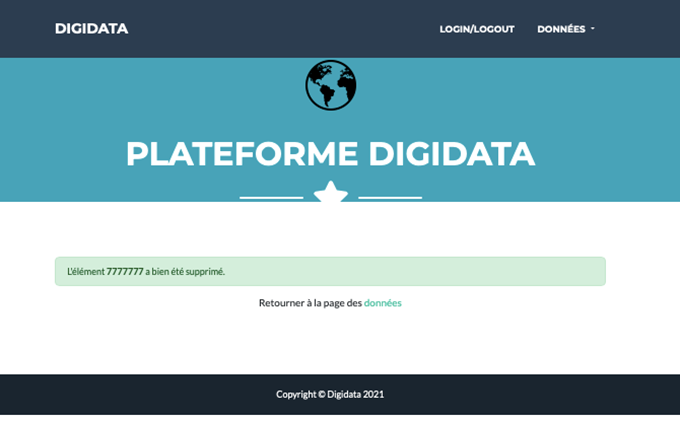 DIGIDATA
LOGIN/LOGOUT DONNÉES
PLATEFORME DIGIDATA
L'élément 7777777 a bien été supprimé.
Retourner à la page des données
Copyright © Digidata 2021